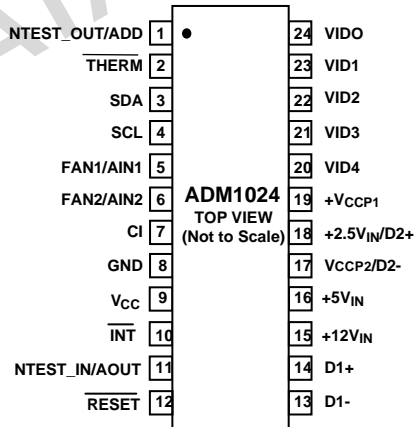 NTEST_OUT/ADD 1 24 VID0
THERM 2 23 VID1
SDA 3 22 VID2
SCL 4 21 VID3
FAN1/AIN1 5 20 VID4
FAN2/AIN2 6 ADM1024 19 +VCCP1
TOP VIEW
CI 7 (Not to Scale) 18 +2.5VIN/D2+
GND 8 17 VCCP2/D2-
VCC 9 16 +5VIN
INT 10 15 +12VIN
NTEST_IN/AOUT 11 14 D1+
RESET 12 13 D1-